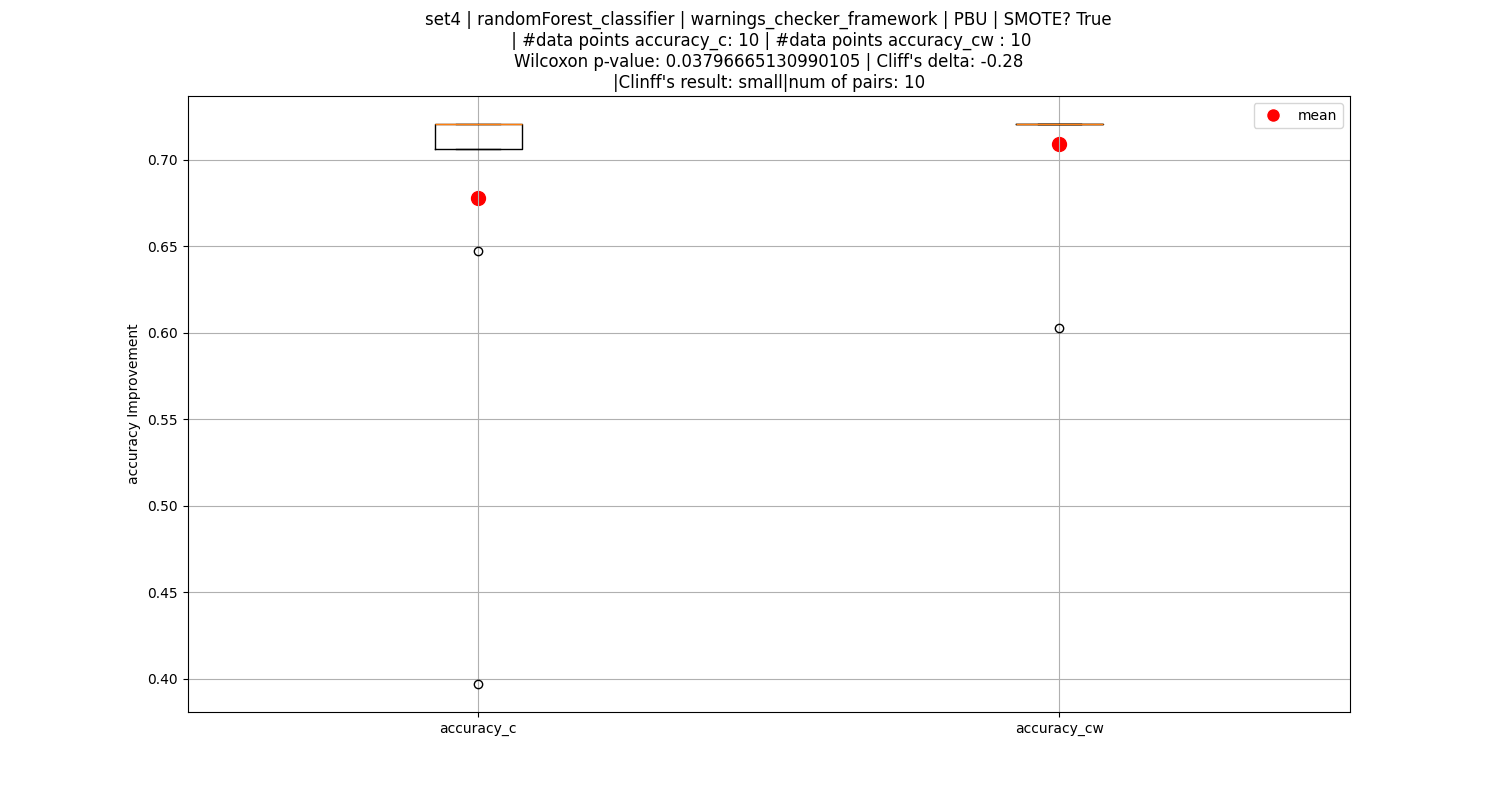 set4 | randomForest_classifier | warnings_checker_framework | PBU | SMOTE? True
| #data points accuracy_c: 10 | #data points accuracy_cw : 10
Wilcoxon p-value: 0.03796665130990105 | Cliff's delta: -0.28
|Clinff's result: small|num of pairs: 10
mean
0.70
0.65
0.60
0.55
0.50
0.45
0.40
accuracy Improvement
accuracy_c
accuracy_cw